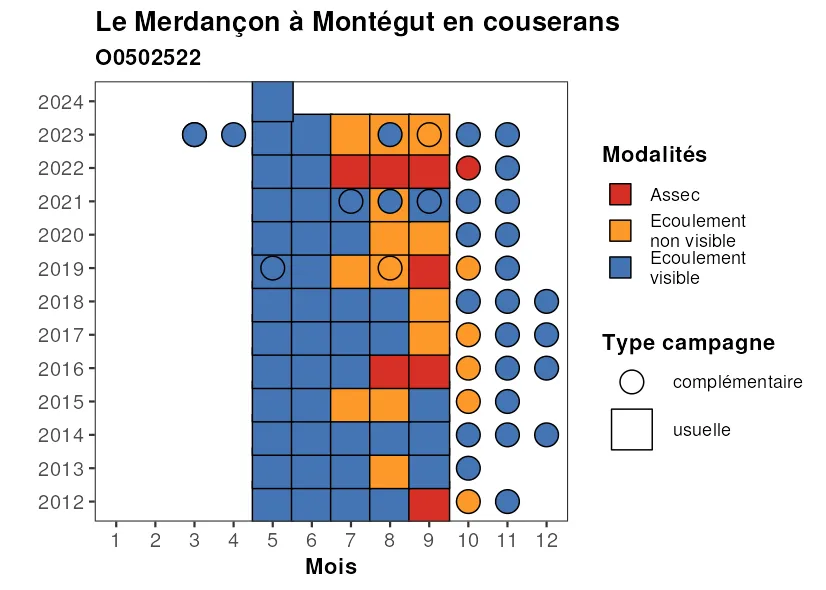 Le Merdançon à Montégut en couserans
O0502522
2024
2023
2022
2021
2020
2019
2018
2017
2016
2015
2014
2013
2012
1 2 3 4 5 6 7 8 9 10 11 12
Mois
Modalités
Assec
Ecoulement
non visible
Ecoulement
visible
Type campagne
complémentaire
usuelle